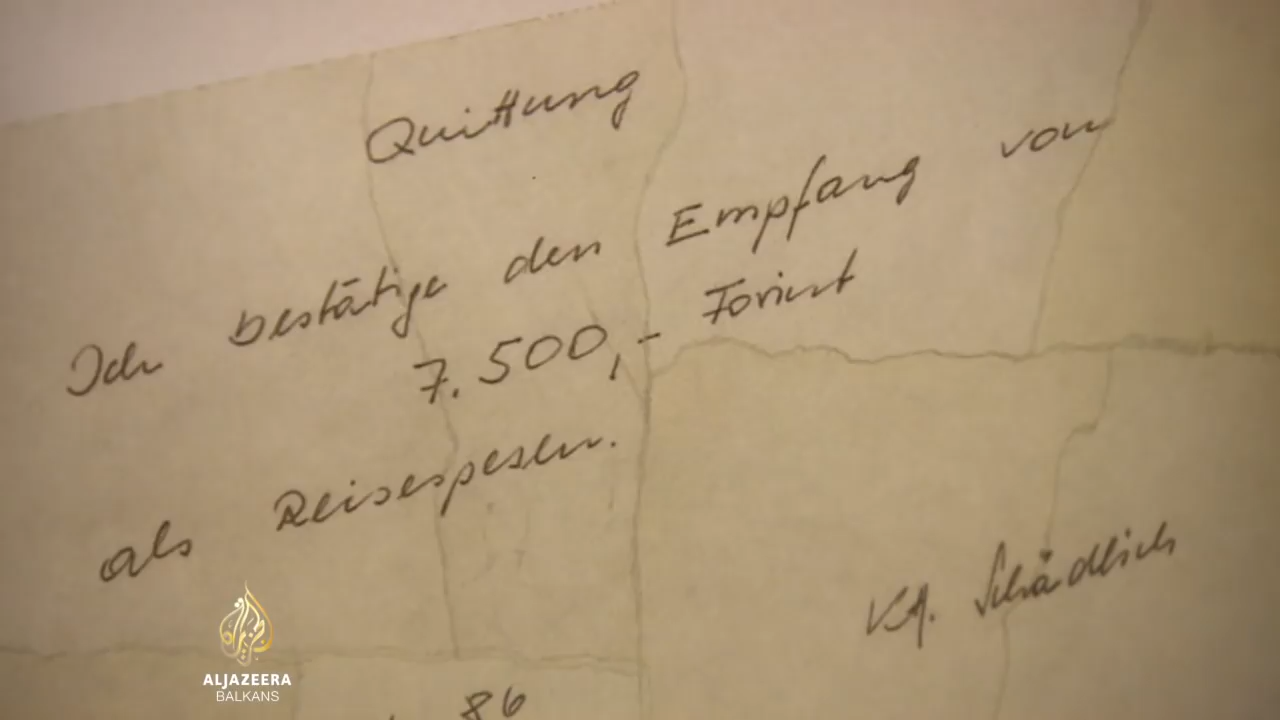 Quittung
Ich bestätige den Empfang von
7.500,- Forint
als Reisespesen.
Schädlich
86
ALJAZEERA
BALKANS